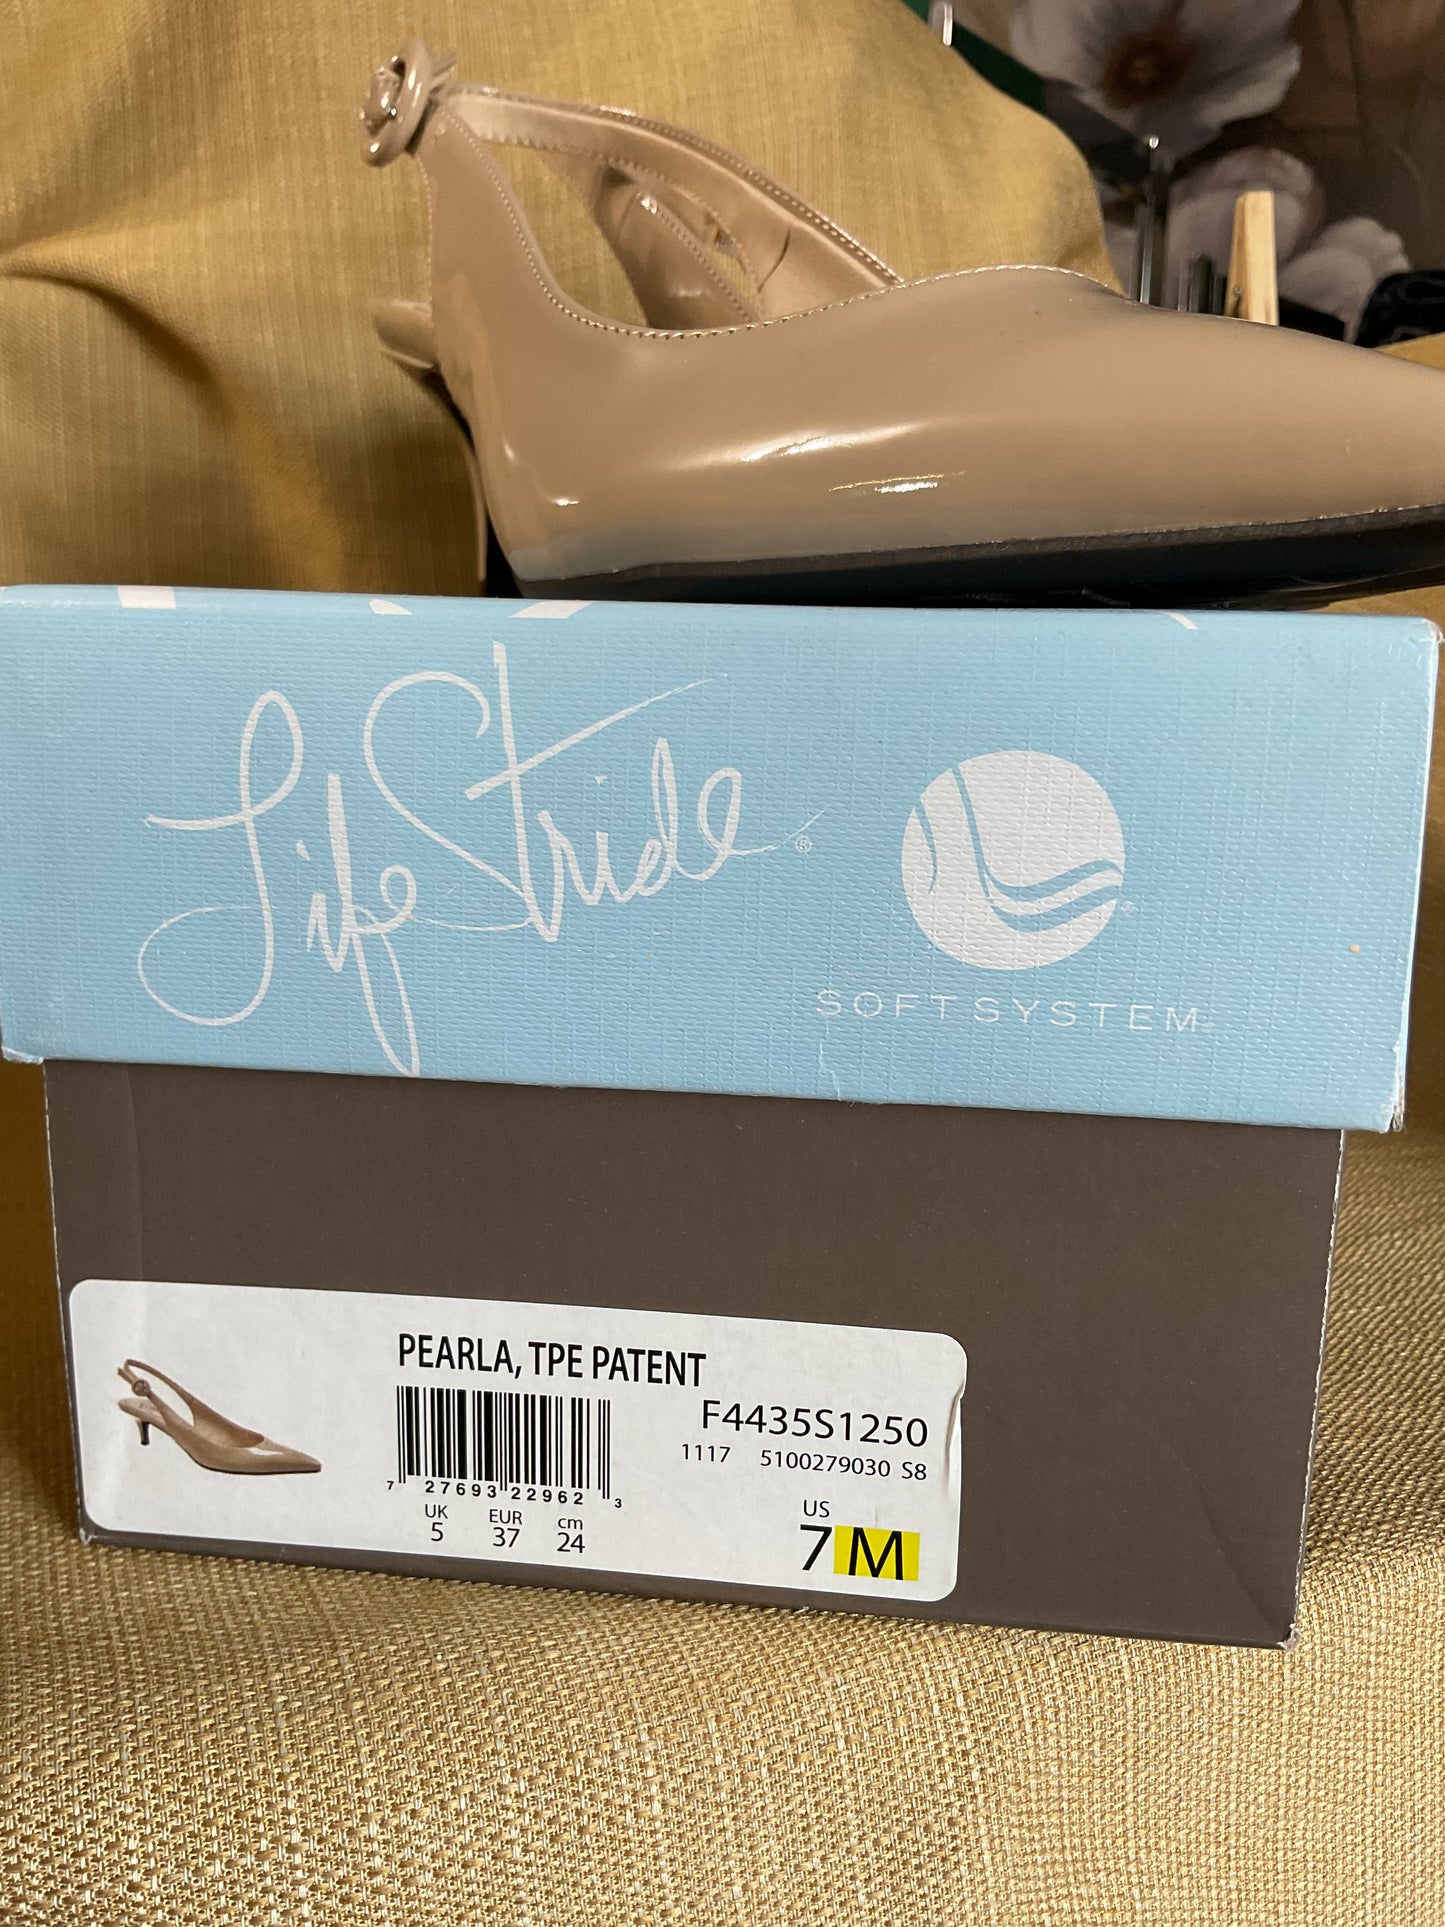 LifeStride®
SOFT SYSTEM
PEARLA, TPE PATENT
F4435S1250
1117 5100279030 S8
7 27693 22962 3
UK EUR cm
5 37 24
US
7 M